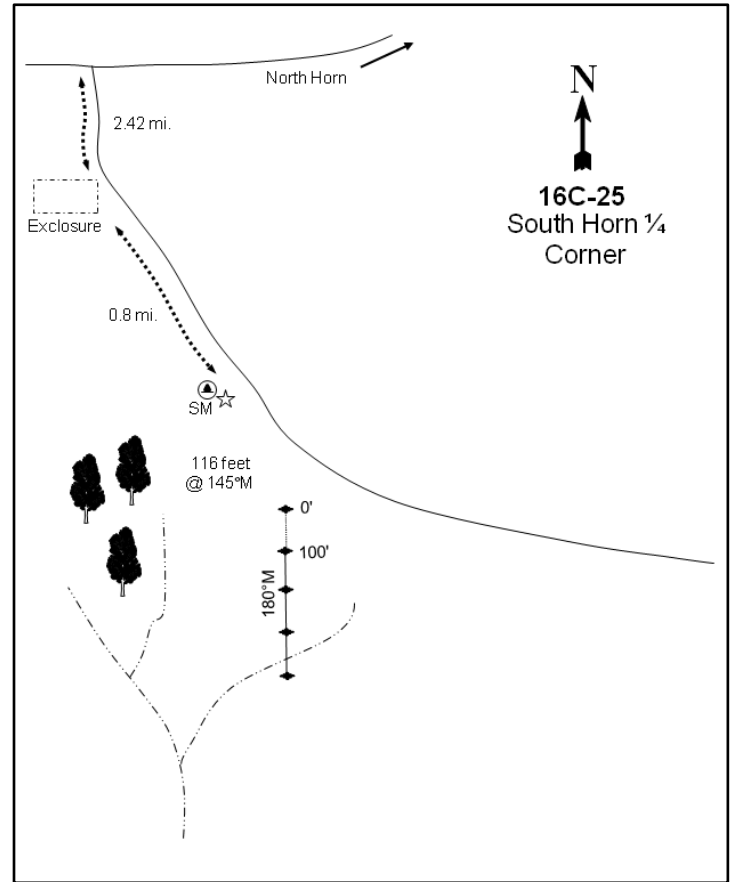 North Horn
N
2.42 mi.
16C-25
South Horn ¼
Corner
Exclosure
0.8 mi.
SM
116 feet
@ 145°M
0'
100'
180°M